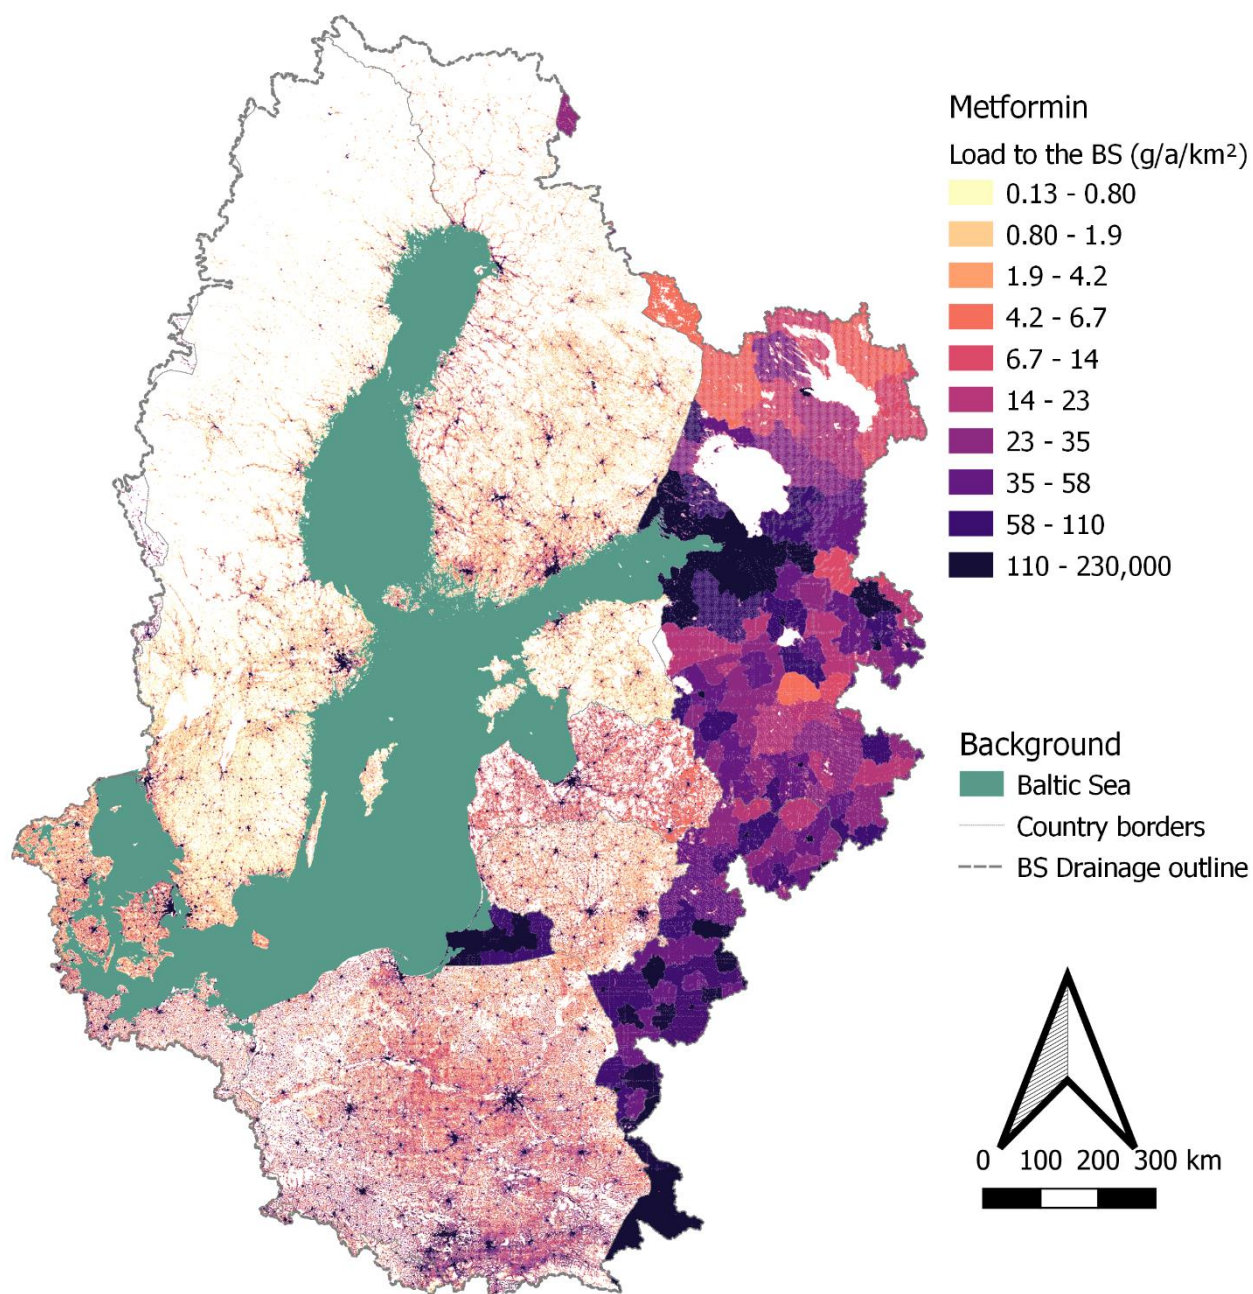 Metformin
Load to the BS (g/a/km²)
0.13 - 0.80
0.80 - 1.9
1.9 - 4.2
4.2 - 6.7
6.7 - 14
14 - 23
23 - 35
35 - 58
58 - 110
110 - 230,000
Background
Baltic Sea
Country borders
BS Drainage outline
0 100 200 300 km